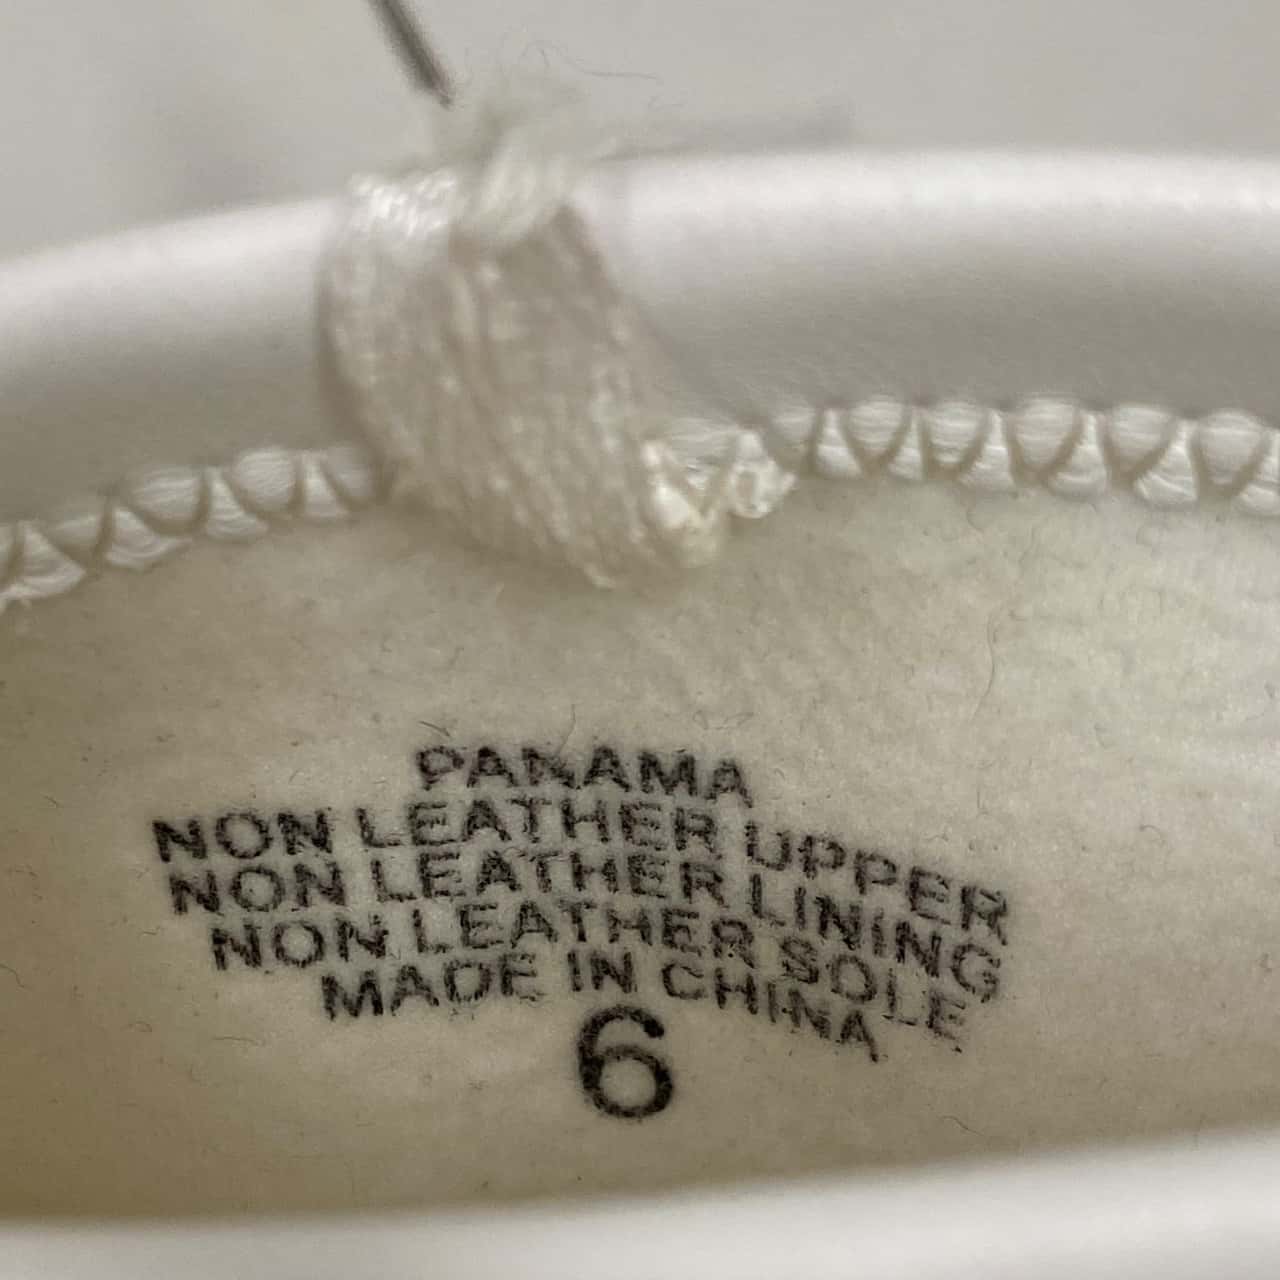 PANAMA
NON LEATHER UPPER
NON LEATHER LINING
NON LEATHER SOLE
MADE IN CHINA
6